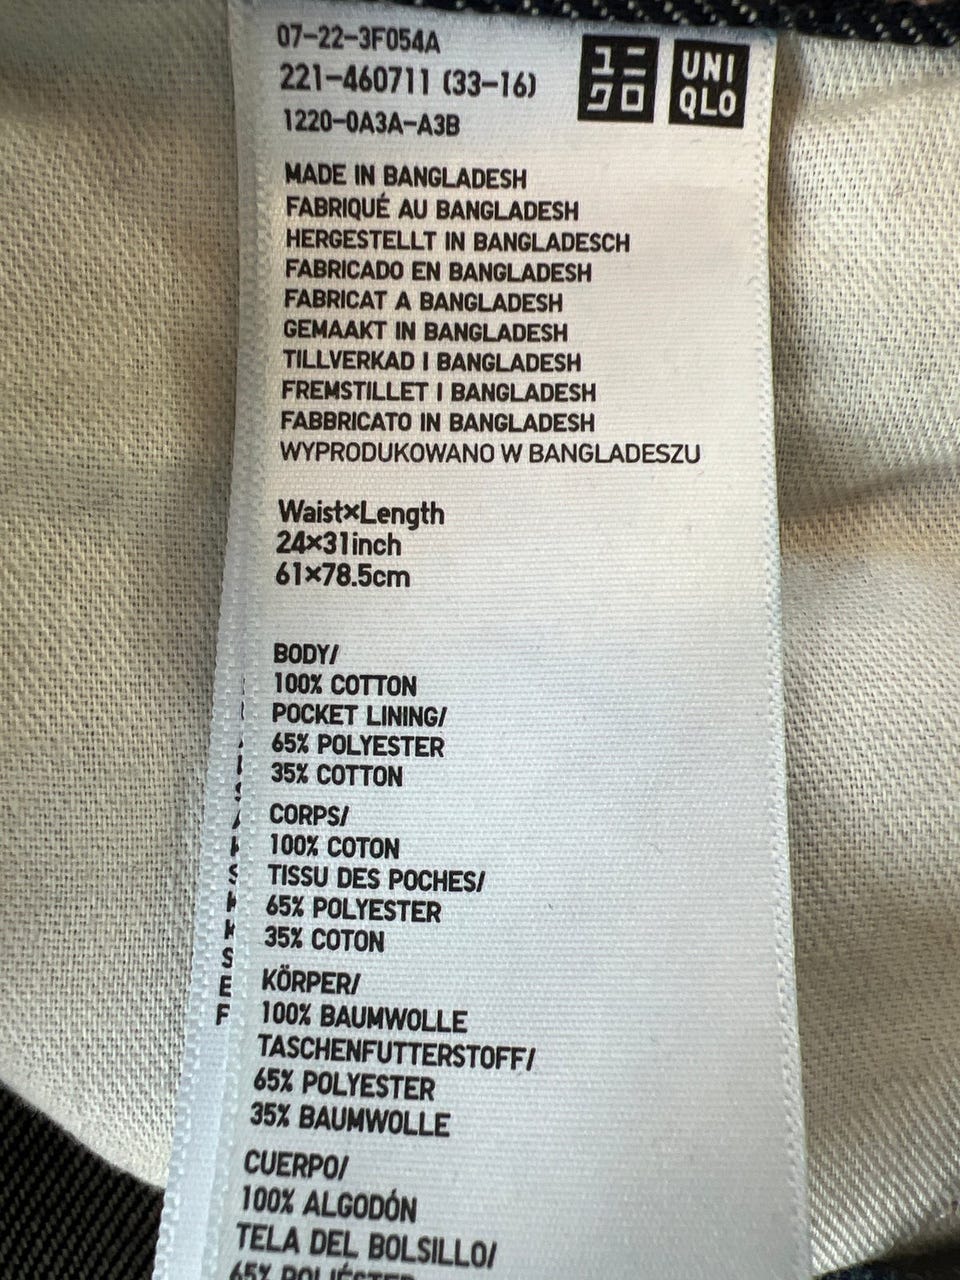 07-22-3F054A
221-460711 (33-16)
1220-0A3A-A3B
ユニ
クロ
UNI
QLO
MADE IN BANGLADESH
FABRIQUÉ AU BANGLADESH
HERGESTELLT IN BANGLADESCH
FABRICADO EN BANGLADESH
FABRICAT A BANGLADESH
GEMAAKT IN BANGLADESH
TILLVERKAD I BANGLADESH
FREMSTILLET I BANGLADESH
FABBRICATO IN BANGLADESH
WYPRODUKOWANO W BANGLADESZU
Waist×Length
24×31inch
61×78.5cm
BODY/
100% COTTON
POCKET LINING/
65% POLYESTER
35% COTTON
CORPS/
100% COTON
TISSU DES POCHES/
65% POLYESTER
35% COTON
KÖRPER/
100% BAUMWOLLE
TASCHENFUTTERSTOFF/
65% POLYESTER
35% BAUMWOLLE
CUERPO/
100% ALGODÓN
TELA DEL BOLSILLO/
65% POLIÉSTER